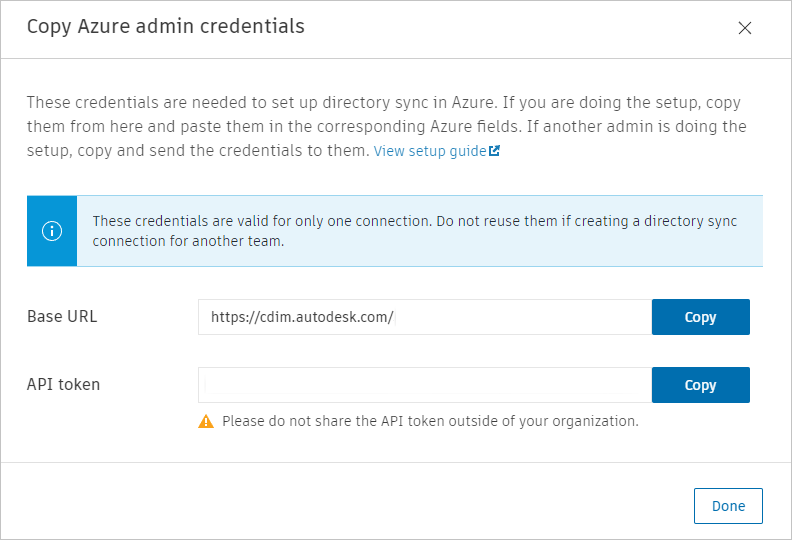 Copy Azure admin credentials
These credentials are needed to set up directory sync in Azure. If you are doing the setup, copy
them from here and paste them in the corresponding Azure fields. If another admin is doing the
setup, copy and send the credentials to them. View setup guide
These credentials are valid for only one connection. Do not reuse them if creating a directory sync
connection for another team.
Base URL
https://cdim.autodesk.com/
Copy
API token
Copy
Please do not share the API token outside of your organization.
Done